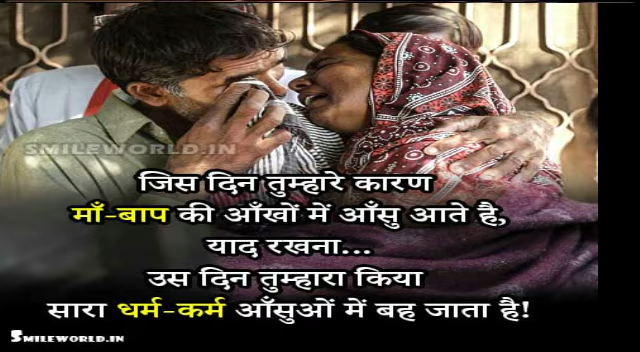 SMILEWORLD.IN
जिस दिन तुम्हारे कारण
माँ-बाप की आँखों में आँसु आते है,
याद रखना...
उस दिन तुम्हारा किया
सारा धर्म-कर्म आँसुओं में बह जाता है!
SMILEWORLD.IN